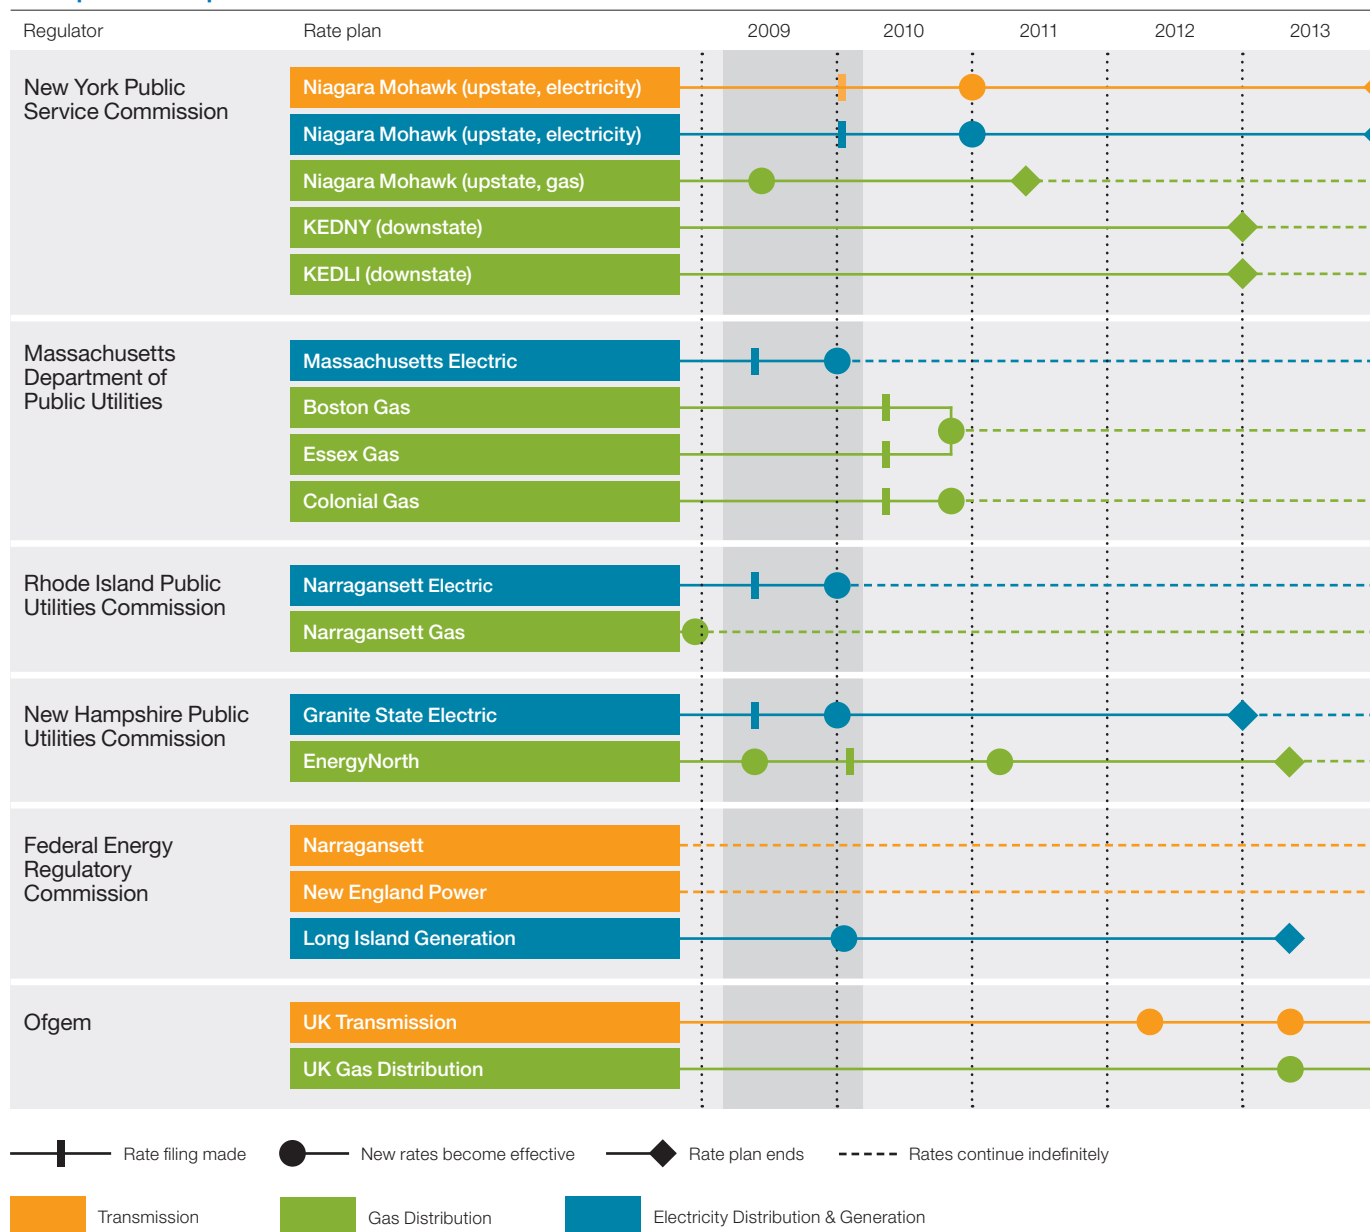 Regulator Rate plan 2009 2010 2011 2012 2013
New York Public
Service Commission
Niagara Mohawk (upstate, electricity)
Niagara Mohawk (upstate, electricity)
Niagara Mohawk (upstate, gas)
KEDNY (downstate)
KEDLI (downstate)
Massachusetts
Department of
Public Utilities
Massachusetts Electric
Boston Gas
Essex Gas
Colonial Gas
Rhode Island Public
Utilities Commission
Narragansett Electric
Narragansett Gas
New Hampshire Public
Utilities Commission
Granite State Electric
EnergyNorth
Federal Energy
Regulatory
Commission
Narragansett
New England Power
Long Island Generation
Ofgem
UK Transmission
UK Gas Distribution
Rate filing made New rates become effective Rate plan ends Rates continue indefinitely
Transmission Gas Distribution Electricity Distribution & Generation